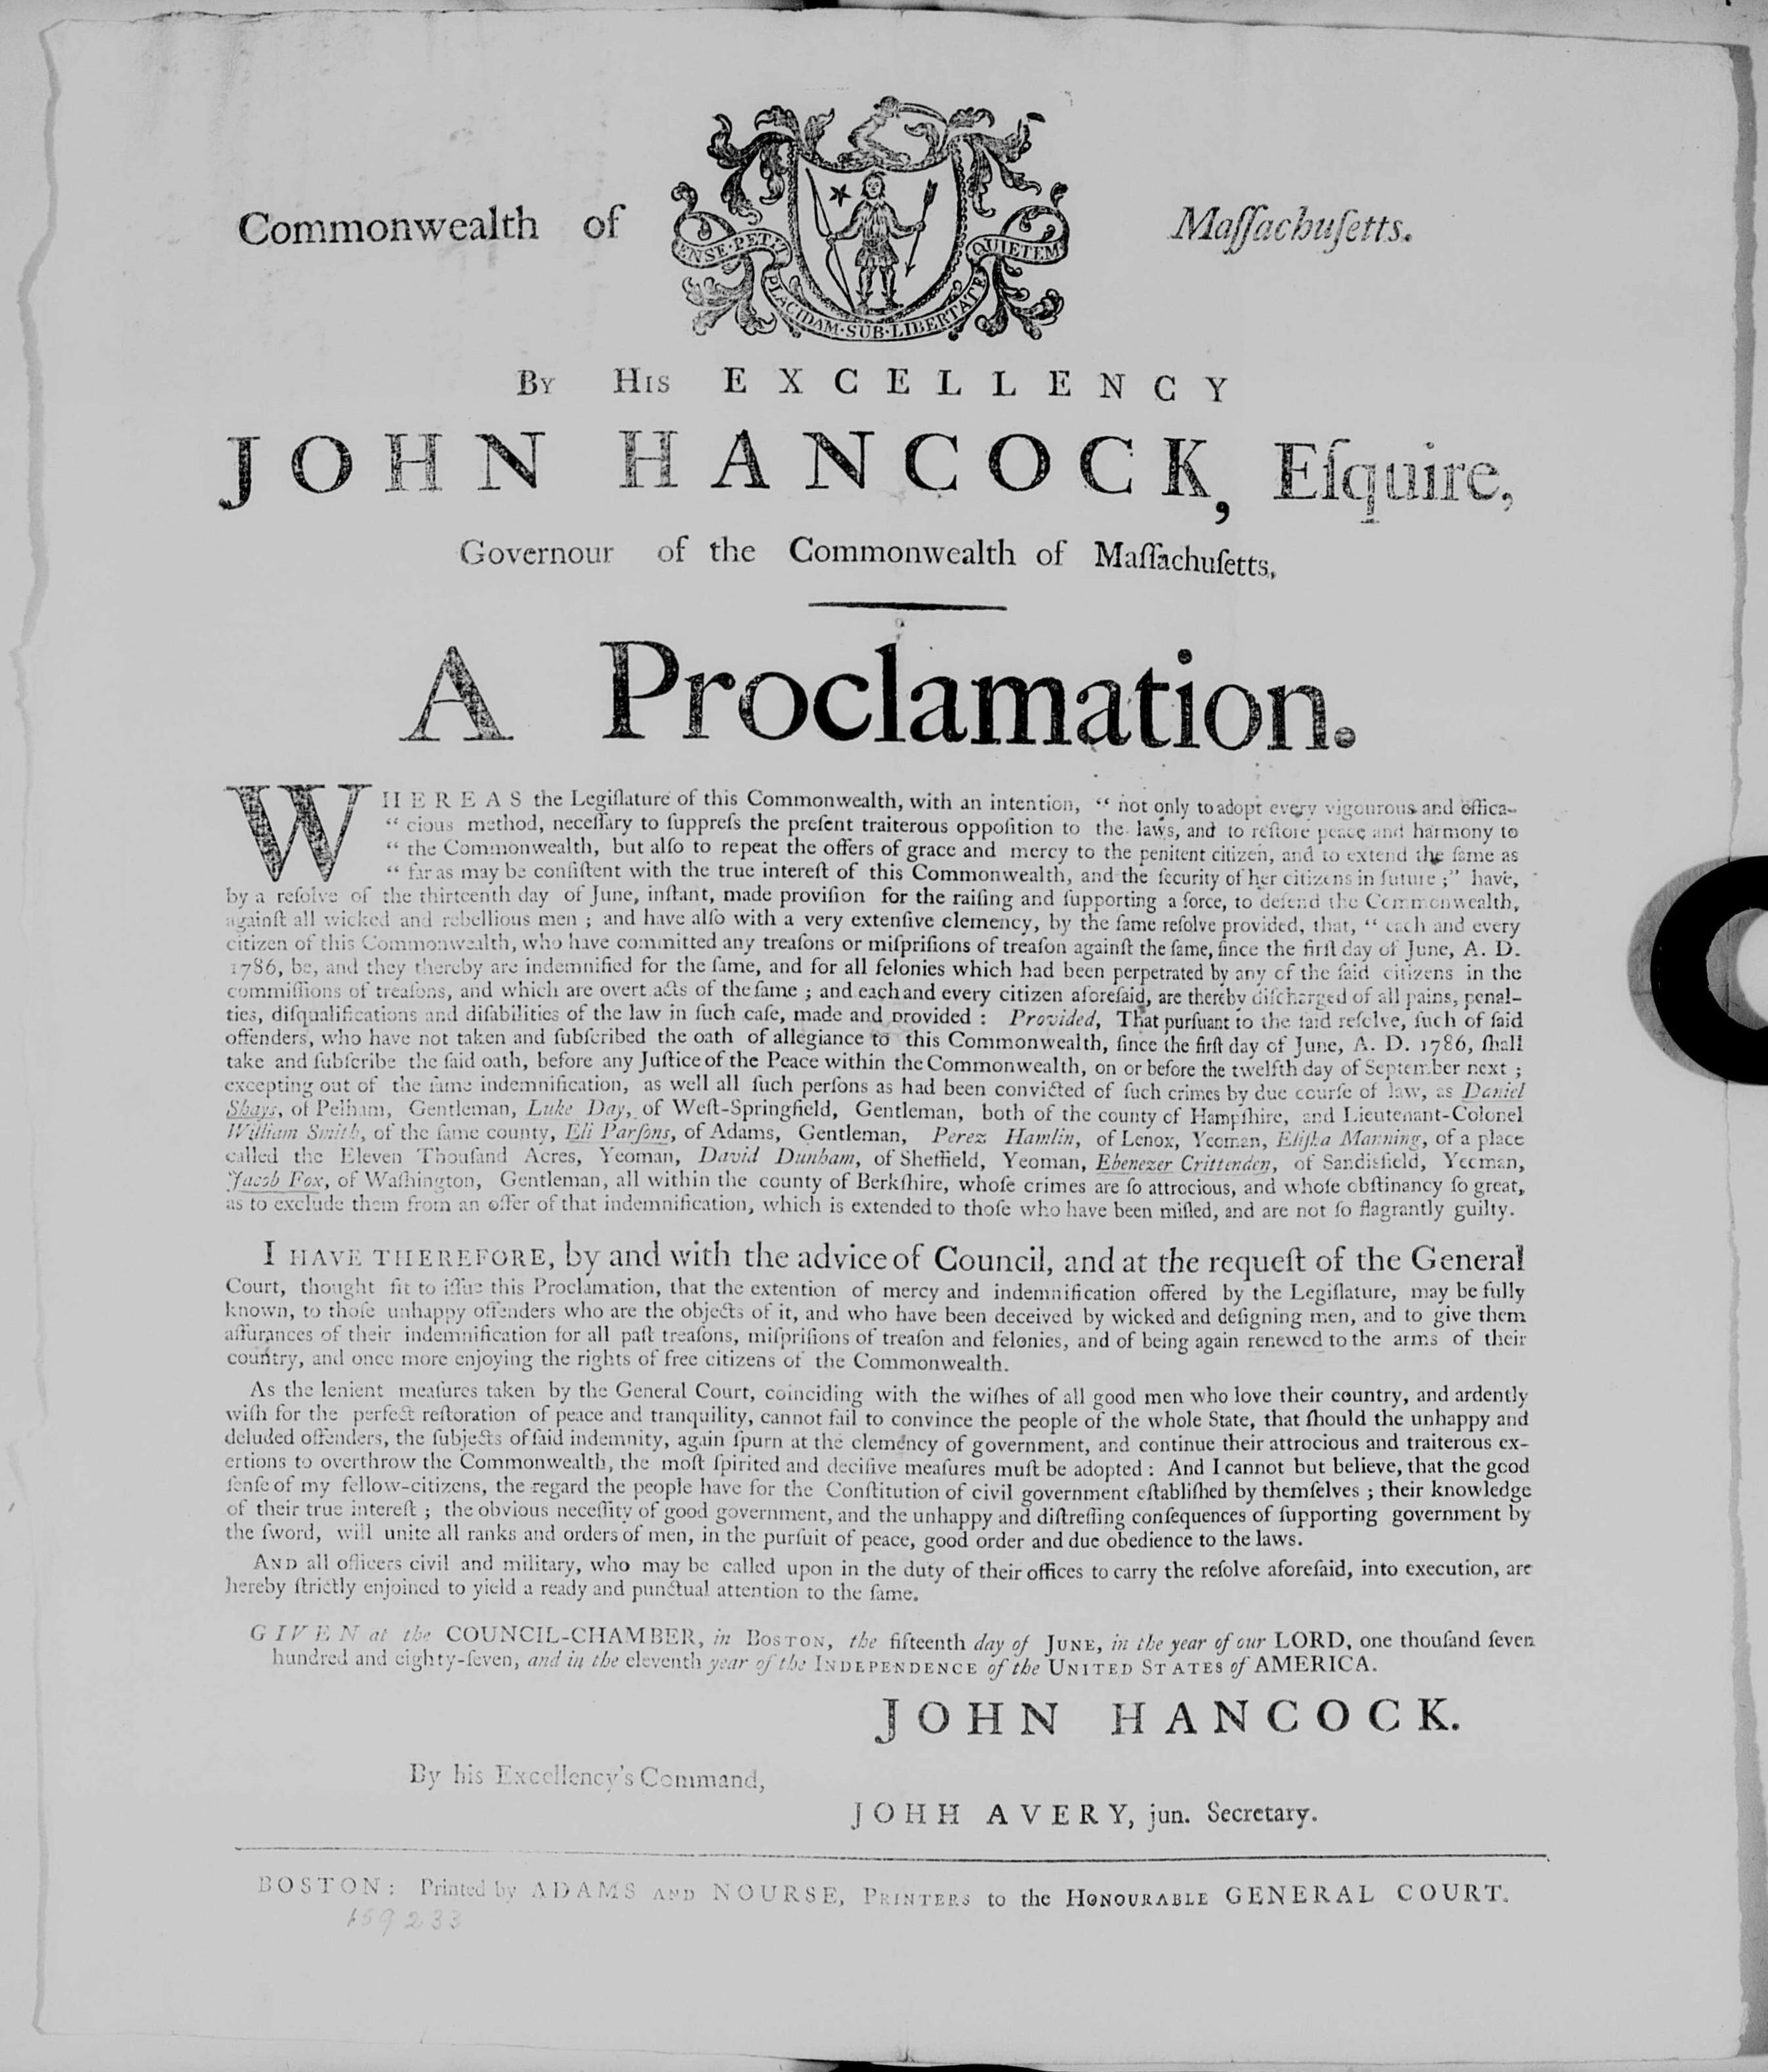 Commonwealth of Maſſachuſetts.
ENSE·PETIT PLACIDAM·SUB·LIBERTATE QUIETEM
By His EXCELLENCY
JOHN HANCOCK, Eſquire,
Governour of the Commonwealth of Maſſachuſetts,
A Proclamation.
WHEREAS the Legiſlature of this Commonwealth, with an intention, “ not only to adopt every vigourous and effica-
“ cious method, neceſſary to ſuppreſs the preſent traiterous oppoſition to the laws, and to reſtore peace and harmony to
“ the Commonwealth, but alſo to repeat the offers of grace and mercy to the penitent citizen, and to extend the ſame as
“ far as may be conſiſtent with the true intereſt of this Commonwealth, and the ſecurity of her citizens in future ;” have,
by a reſolve of the thirteenth day of June, inſtant, made proviſion for the raiſing and ſupporting a force, to defend the Commonwealth,
againſt all wicked and rebellious men ; and have alſo with a very extenſive clemency, by the ſame reſolve provided, that, “ each and every
citizen of this Commonwealth, who have committed any treaſons or miſpriſions of treaſon againſt the ſame, ſince the firſt day of June, A. D.
1786, be, and they thereby are indemnified for the ſame, and for all felonies which had been perpetrated by any of the ſaid citizens in the
commiſſions of treaſons, and which are overt acts of the ſame ; and each and every citizen aforeſaid, are thereby diſcharged of all pains, penal-
ties, diſqualifications and diſabilities of the law in ſuch caſe, made and provided : Provided, That purſuant to the ſaid reſolve, ſuch of ſaid
offenders, who have not taken and ſubſcribed the oath of allegiance to this Commonwealth, ſince the firſt day of June, A. D. 1786, ſhall
take and ſubſcribe the ſaid oath, before any Juſtice of the Peace within the Commonwealth, on or before the twelfth day of September next ;
excepting out of the ſame indemnification, as well all ſuch perſons as had been convicted of ſuch crimes by due courſe of law, as Daniel
Shays, of Pelham, Gentleman, Luke Day, of Weſt-Springfield, Gentleman, both of the county of Hampſhire, and Lieutenant-Colonel
William Smith, of the ſame county, Eli Parſons, of Adams, Gentleman, Perez Hamlin, of Lenox, Yeoman, Eliſha Manning, of a place
called the Eleven Thouſand Acres, Yeoman, David Dunham, of Sheffield, Yeoman, Ebenezer Crittenden, of Sandisfield, Yeoman,
Jacob Fox, of Waſhington, Gentleman, all within the county of Berkſhire, whoſe crimes are ſo attrocious, and whoſe obſtinancy ſo great,
as to exclude them from an offer of that indemnification, which is extended to thoſe who have been miſled, and are not ſo flagrantly guilty.
I HAVE THEREFORE, by and with the advice of Council, and at the requeſt of the General
Court, thought fit to iſſue this Proclamation, that the extention of mercy and indemnification offered by the Legiſlature, may be fully
known, to thoſe unhappy offenders who are the objects of it, and who have been deceived by wicked and deſigning men, and to give them
aſſurances of their indemnification for all paſt treaſons, miſpriſions of treaſon and felonies, and of being again renewed to the arms of their
country, and once more enjoying the rights of free citizens of the Commonwealth.
As the lenient meaſures taken by the General Court, coinciding with the wiſhes of all good men who love their country, and ardently
wiſh for the perfect reſtoration of peace and tranquility, cannot fail to convince the people of the whole State, that ſhould the unhappy and
deluded offenders, the ſubjects of ſaid indemnity, again ſpurn at the clemency of government, and continue their attrocious and traiterous ex-
ertions to overthrow the Commonwealth, the moſt ſpirited and deciſive meaſures muſt be adopted : And I cannot but believe, that the good
ſenſe of my fellow-citizens, the regard the people have for the Conſtitution of civil government eſtabliſhed by themſelves ; their knowledge
of their true intereſt ; the obvious neceſſity of good government, and the unhappy and diſtreſſing conſequences of ſupporting government by
the ſword, will unite all ranks and orders of men, in the purſuit of peace, good order and due obedience to the laws.
AND all officers civil and military, who may be called upon in the duty of their offices to carry the reſolve aforeſaid, into execution, are
hereby ſtrictly enjoined to yield a ready and punctual attention to the ſame.
GIVEN at the COUNCIL-CHAMBER, in BOSTON, the fifteenth day of JUNE, in the year of our LORD, one thouſand ſeven
hundred and eighty-ſeven, and in the eleventh year of the INDEPENDENCE of the UNITED STATES of AMERICA.
JOHN HANCOCK.
By his Excellency's Command,
JOHH AVERY, jun. Secretary.
BOSTON: Printed by ADAMS AND NOURSE, PRINTERS to the HONOURABLE GENERAL COURT.
159233